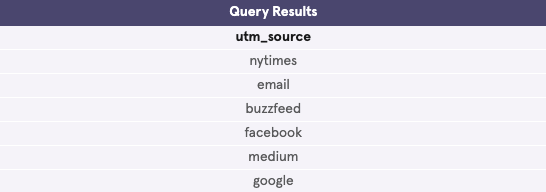 Query Results
utm_source
nytimes
email
buzzfeed
facebook
medium
google